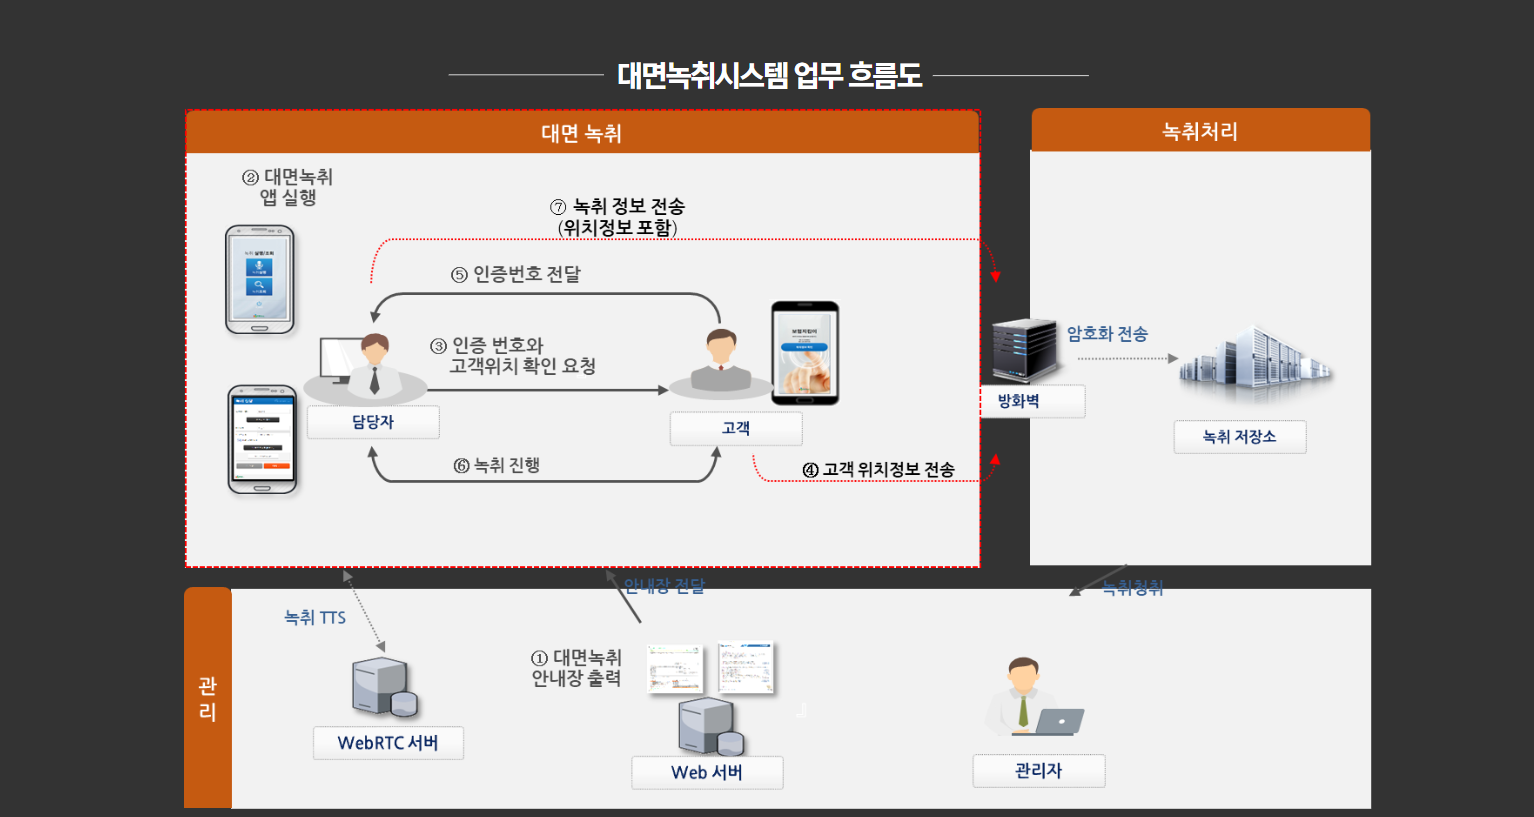 대면녹취시스템 업무 흐름도
대면 녹취
녹취처리
② 대면녹취
앱 실행
⑦ 녹취 정보 전송
(위치정보 포함)
⑤ 인증번호 전달
③ 인증 번호와
고객위치 확인 요청
암호화 전송
담당자
고객
방화벽
녹취 저장소
⑥ 녹취 진행
④ 고객 위치정보 전송
안내장 전달
녹취청취
녹취 TTS
① 대면녹취
안내장 출력
관
리
WebRTC 서버
Web 서버
관리자